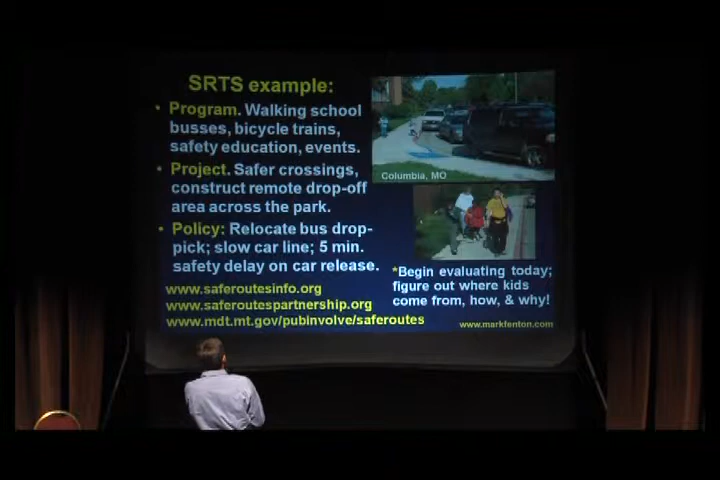 SRTS example:
• Program. Walking school
busses, bicycle trains,
safety education, events.
• Project. Safer crossings,
construct remote drop-off
area across the park.
• Policy: Relocate bus drop-
pick; slow car line; 5 min.
safety delay on car release.
www.saferoutesinfo.org
www.saferoutespartnership.org
www.mdt.mt.gov/pubinvolve/saferoutes
Columbia, MO
*Begin evaluating today;
figure out where kids
come from, how, & why!
www.markfenton.com